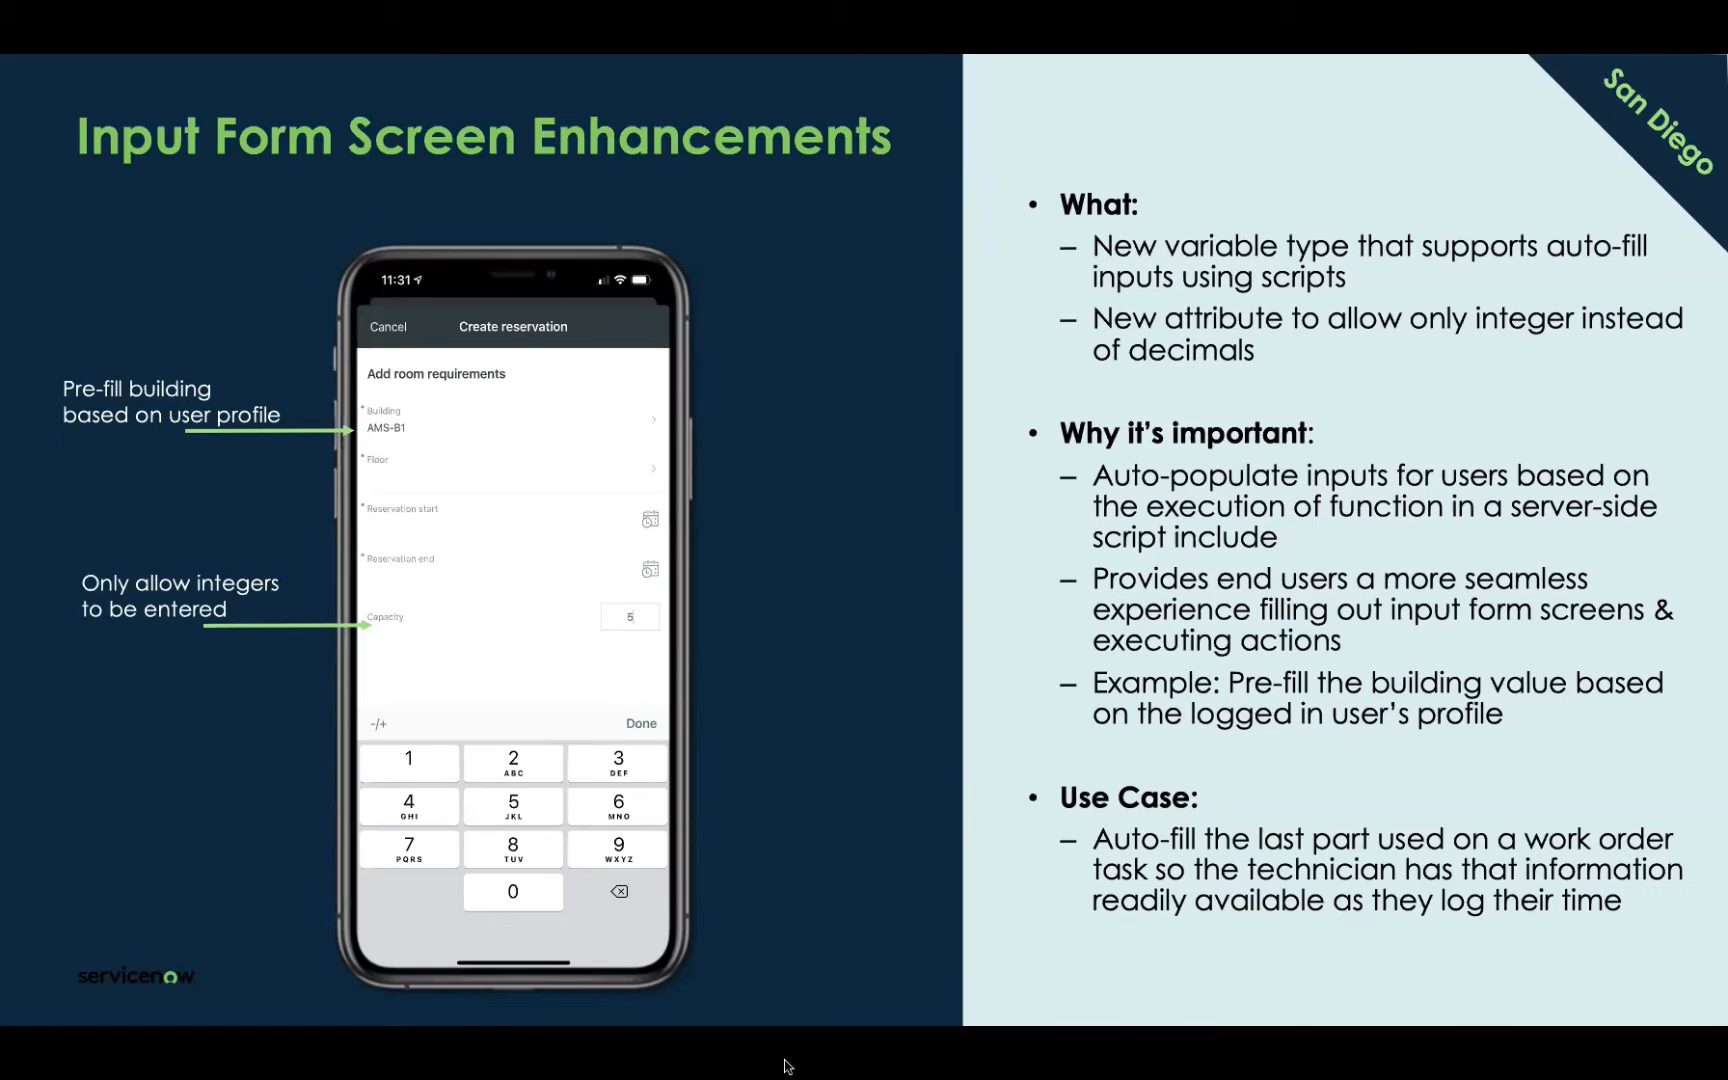 Input Form Screen Enhancements
San Diego
Pre-fill building
based on user profile
Only allow integers
to be entered
11:31
Cancel
Create reservation
Add room requirements
* Building
AMS-B1
* Floor
* Reservation start
* Reservation end
Capacity
5
-/+
Done
1
2
ABC
3
DEF
4
GHI
5
JKL
6
MNO
7
PQRS
8
TUV
9
WXYZ
0
servicenow
• What:
– New variable type that supports auto-fill
inputs using scripts
– New attribute to allow only integer instead
of decimals
• Why it’s important:
– Auto-populate inputs for users based on
the execution of function in a server-side
script include
– Provides end users a more seamless
experience filling out input form screens &
executing actions
– Example: Pre-fill the building value based
on the logged in user’s profile
• Use Case:
– Auto-fill the last part used on a work order
task so the technician has that information
readily available as they log their time